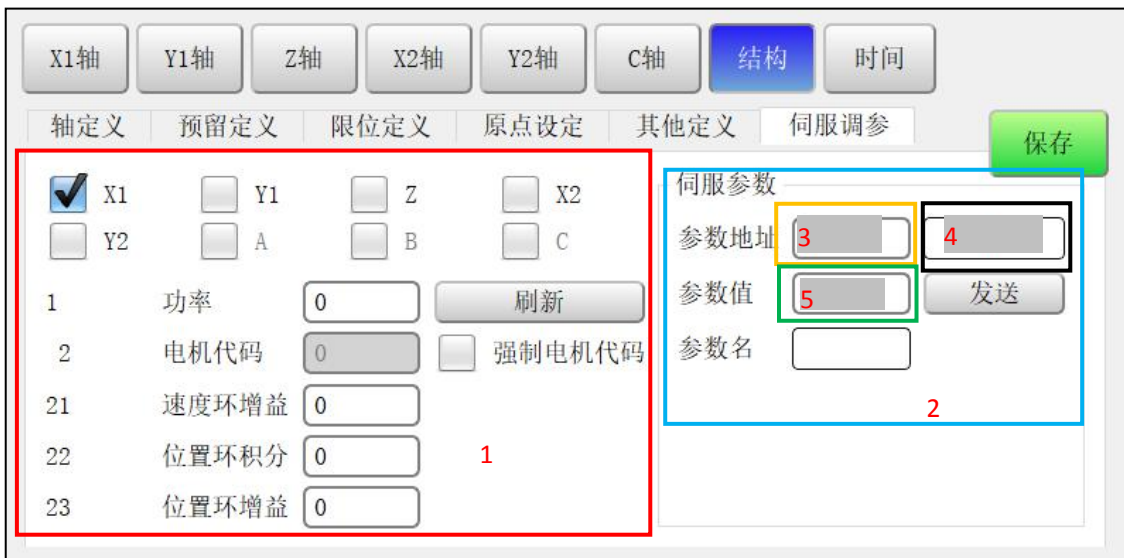 X1轴 Y1轴 Z轴 X2轴 Y2轴 C轴 结构 时间
轴定义 预留定义 限位定义 原点设定 其他定义 伺服调参 保存
X1 Y1 Z X2
Y2 A B C
1 功率 0 刷新
2 电机代码 0 强制电机代码
21 速度环增益 0
22 位置环积分 0
23 位置环增益 0
1
伺服参数
参数地址 3 4
参数值 5 发送
参数名
2